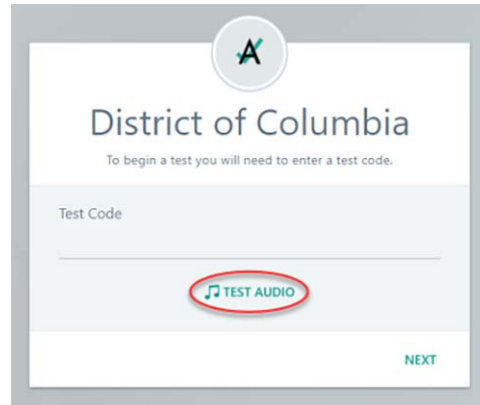 District of Columbia
To begin a test you will need to enter a test code.
Test Code
TEST AUDIO
NEXT